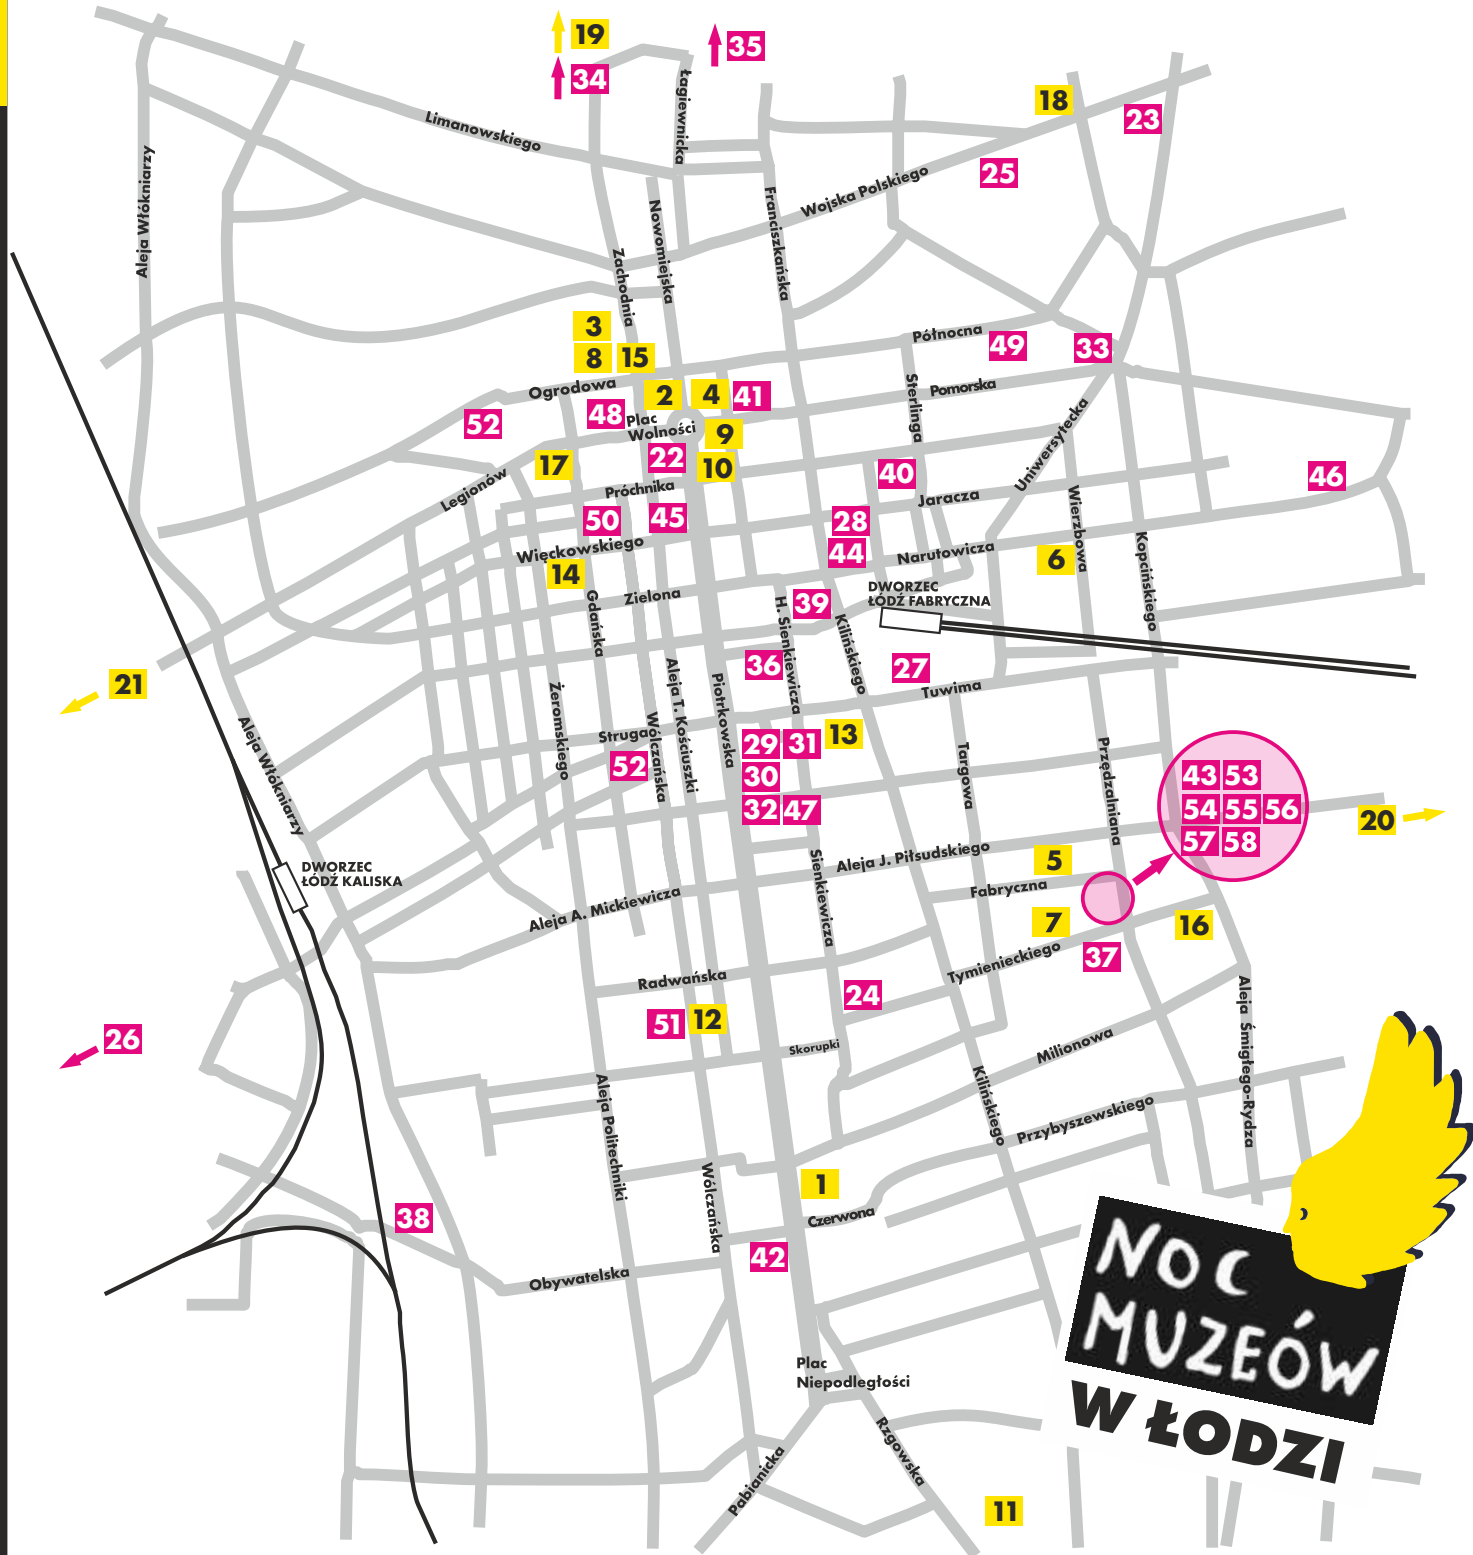 19
35
34
18
23
25
Łagiewnicka
Limanowskiego
Aleja Włókniarzy
Wojska Polskiego
Nowomiejska
Franciszkańska
Zachodnia
3
8
15
Północna
49
33
Ogrodowa
2
4
41
Sterlinga
Pomorska
52
48
Plac
Wolności
9
Uniwersytecka
17
22
10
40
46
Legionów
Próchnika
Jaracza
Wierzbowa
50
45
28
Więckowskiego
44
Narutowicza
6
Kopcińskiego
14
DWORZEC
ŁÓDŹ FABRYCZNA
Gdańska
Zielona
H. Sienkiewicza
39
Kilińskiego
36
27
21
Tuwima
Żeromskiego
Aleja T. Kościuszki
Piotrkowska
Aleja Włókniarzy
Struga
Wólczańska
29
31
13
Targowa
Przędzalniana
52
30
43
53
32
47
54
55
56
20
57
58
DWORZEC
ŁÓDŹ KALISKA
Sienkiewicza
Aleja J. Piłsudskiego
5
Fabryczna
Aleja A. Mickiewicza
7
16
37
Tymienieckiego
Radwańska
24
51
12
Aleja Śmigłego-Rydza
26
Skorupki
Milionowa
Aleja Politechniki
Kilińskiego
Przybyszewskiego
Wólczańska
1
38
Czerwona
42
Obywatelska
NOC
MUZEÓW
W ŁODZI
Plac
Niepodległości
Rzgowska
Pabianicka
11